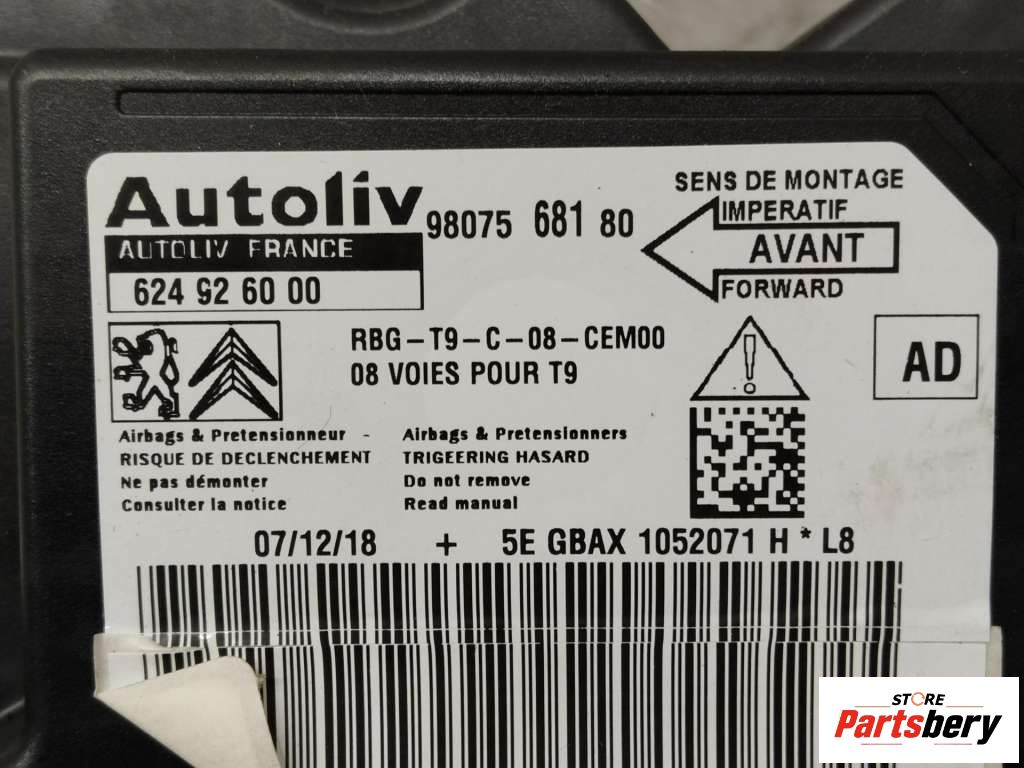 Autoliv
AUTOLIV FRANCE
624 92 60 00
98075 681 80
SENS DE MONTAGE
IMPERATIF
AVANT
FORWARD
RBG-T9-C-08-CEM00
08 VOIES POUR T9
!
AD
Airbags & Pretensionneur -
RISQUE DE DECLENCHEMENT
Ne pas démonter
Consulter la notice
Airbags & Pretensionners
TRIGEERING HASARD
Do not remove
Read manual
07/12/18 + 5E GBAX 1052071 H * L8
STORE
Partsbery